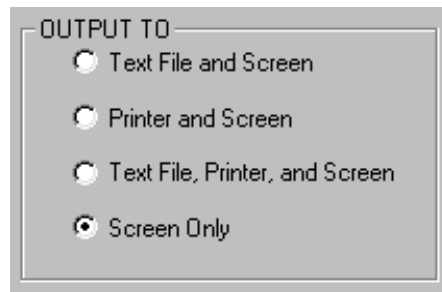 OUTPUT TO
Text File and Screen
Printer and Screen
Text File, Printer, and Screen
Screen Only